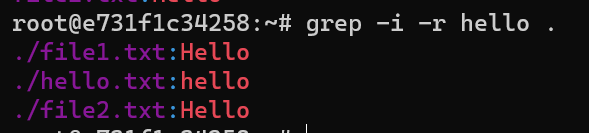 root@e731f1c34258:~# grep -i -r hello .
./file1.txt:Hello
./hello.txt:hello
./file2.txt:Hello